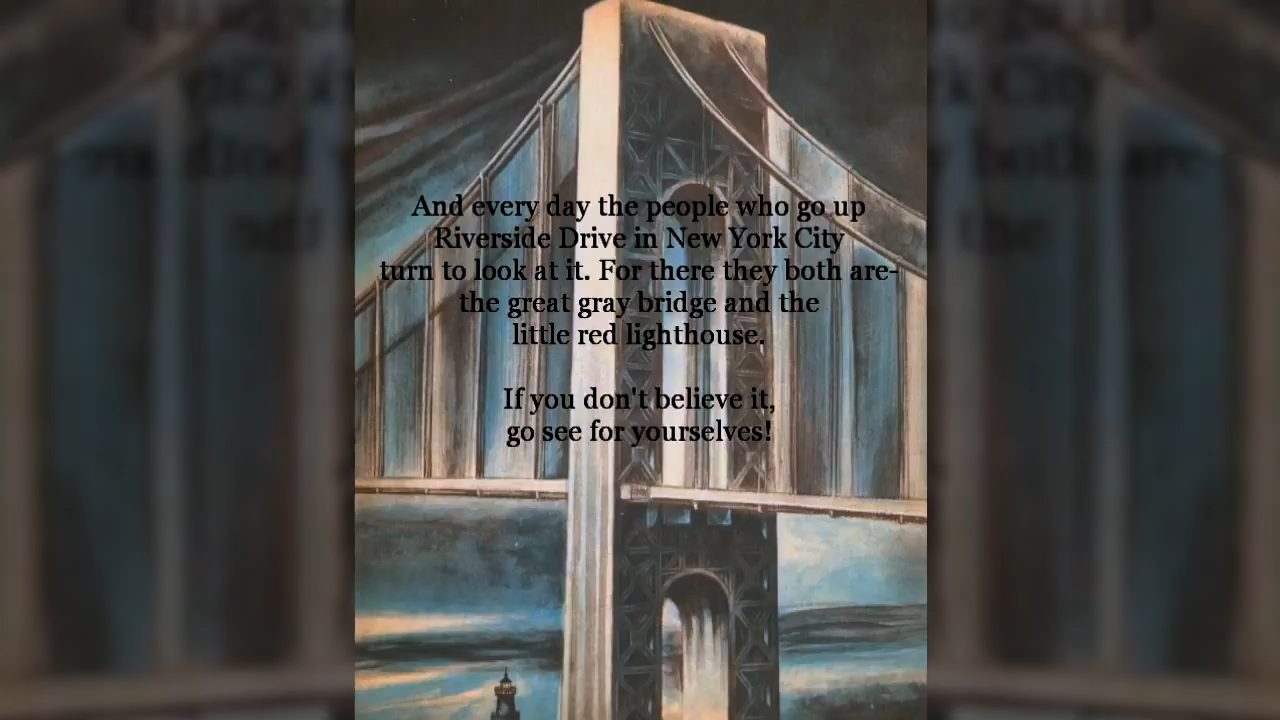 And every day the people who go up
Riverside Drive in New York City
turn to look at it. For there they both are-
the great gray bridge and the
little red lighthouse.
If you don't believe it,
go see for yourselves!